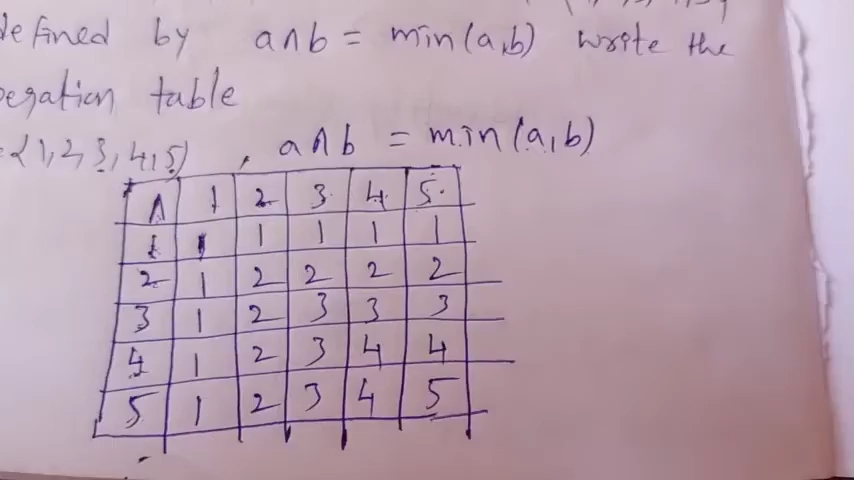 defined by a∧b = min(a,b) write the
peration table
= {1,2,3,4,5} , a∧b = min(a,b)
∧ 1 2 3 4 5
1 1 1 1 1 1
2 1 2 2 2 2
3 1 2 3 3 3
4 1 2 3 4 4
5 1 2 3 4 5